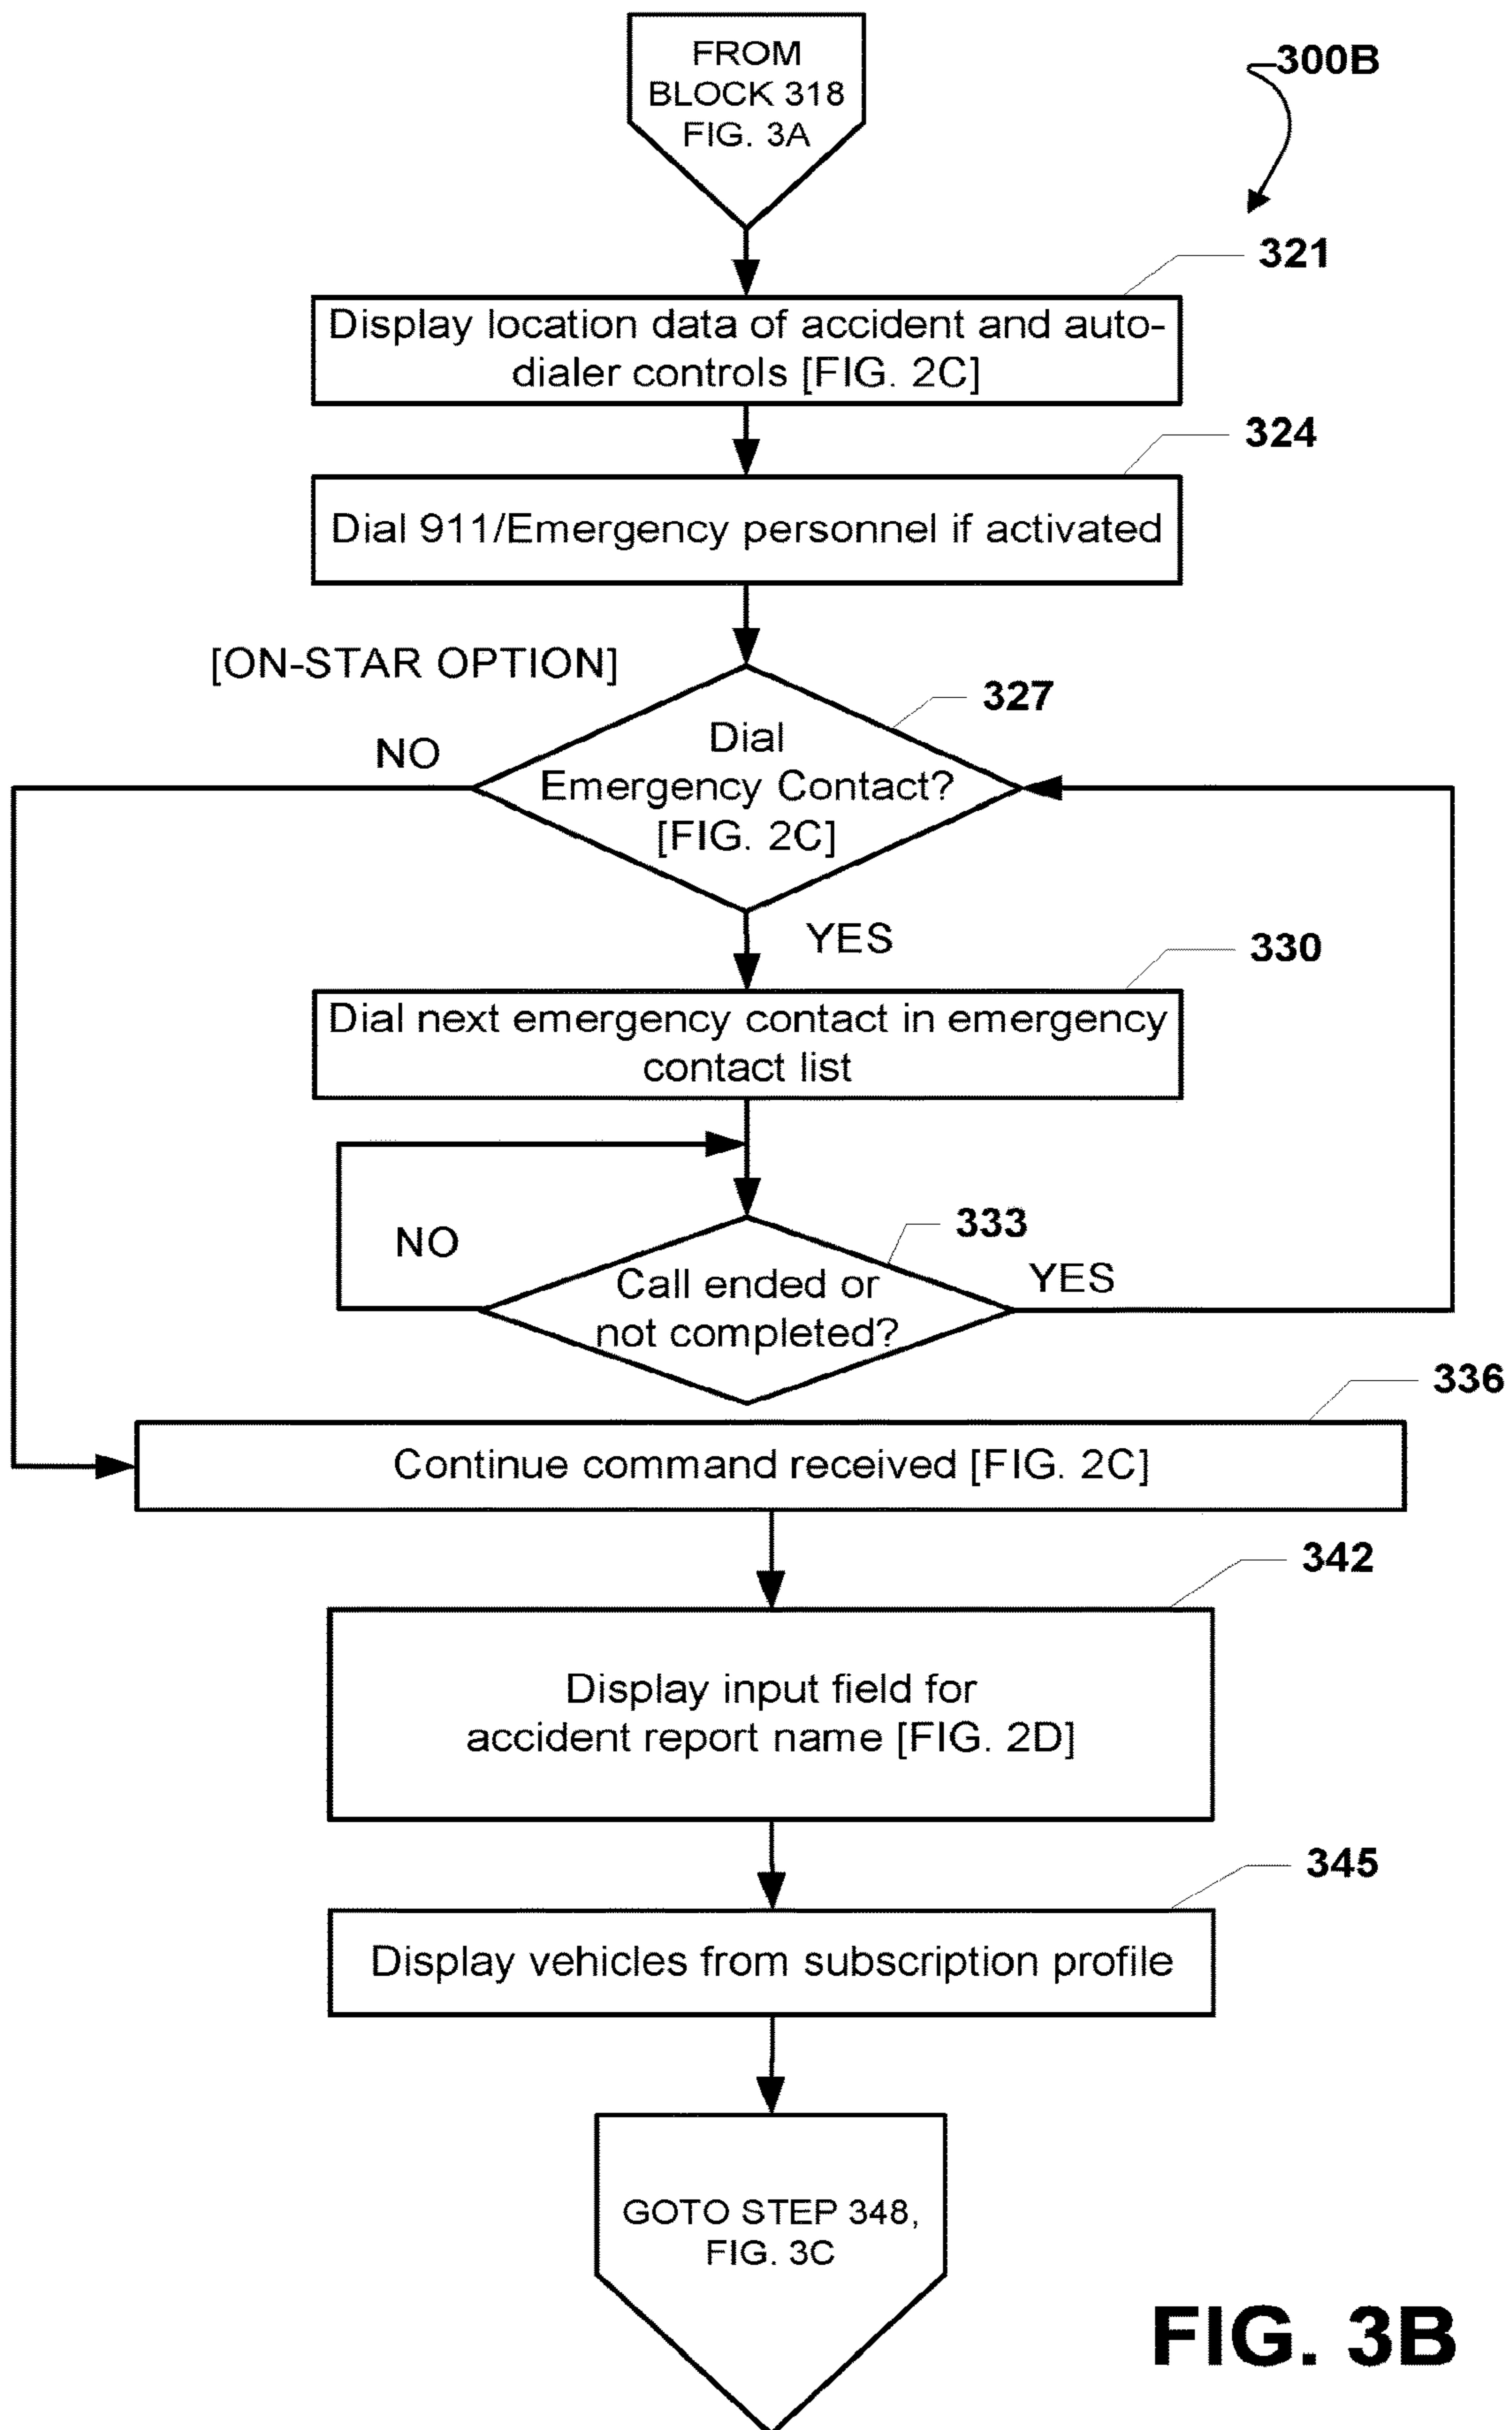 FROM
BLOCK 318
FIG. 3A
300B
321
Display location data of accident and auto-
dialer controls [FIG. 2C]
324
Dial 911/Emergency personnel if activated
[ON-STAR OPTION]
327
NO
Dial
Emergency Contact?
[FIG. 2C]
YES
330
Dial next emergency contact in emergency
contact list
333
NO
Call ended or
not completed?
YES
336
Continue command received [FIG. 2C]
342
Display input field for
accident report name [FIG. 2D]
345
Display vehicles from subscription profile
GOTO STEP 348,
FIG. 3C
FIG. 3B